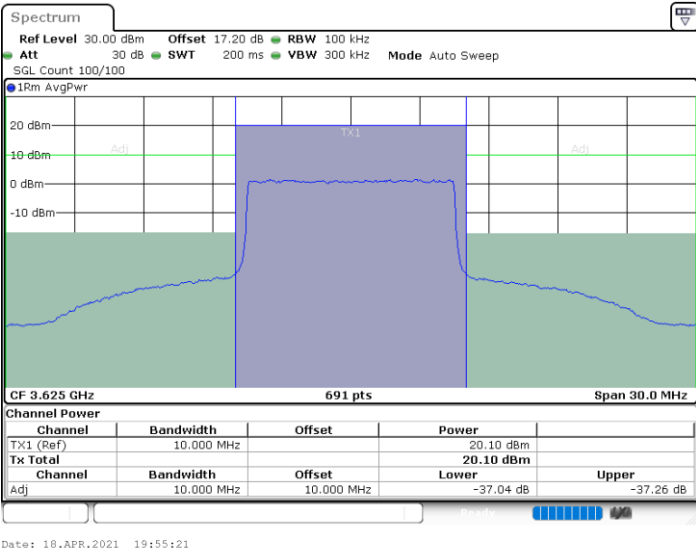 Spectrum
Ref Level 30.00 dBm Offset 17.20 dB RBW 100 kHz
Att 30 dB SWT 200 ms VBW 300 kHz Mode Auto Sweep
SGL Count 100/100
1Rm AvgPwr
20 dBm
TX1
Adj Adj
10 dBm
0 dBm
-10 dBm
CF 3.625 GHz 691 pts Span 30.0 MHz
Channel Power
Channel Bandwidth Offset Power
TX1 (Ref) 10.000 MHz 20.10 dBm
Tx Total 20.10 dBm
Channel Bandwidth Offset Lower Upper
Adj 10.000 MHz 10.000 MHz -37.04 dB -37.26 dB
Ready
Date: 18.APR.2021 19:55:21